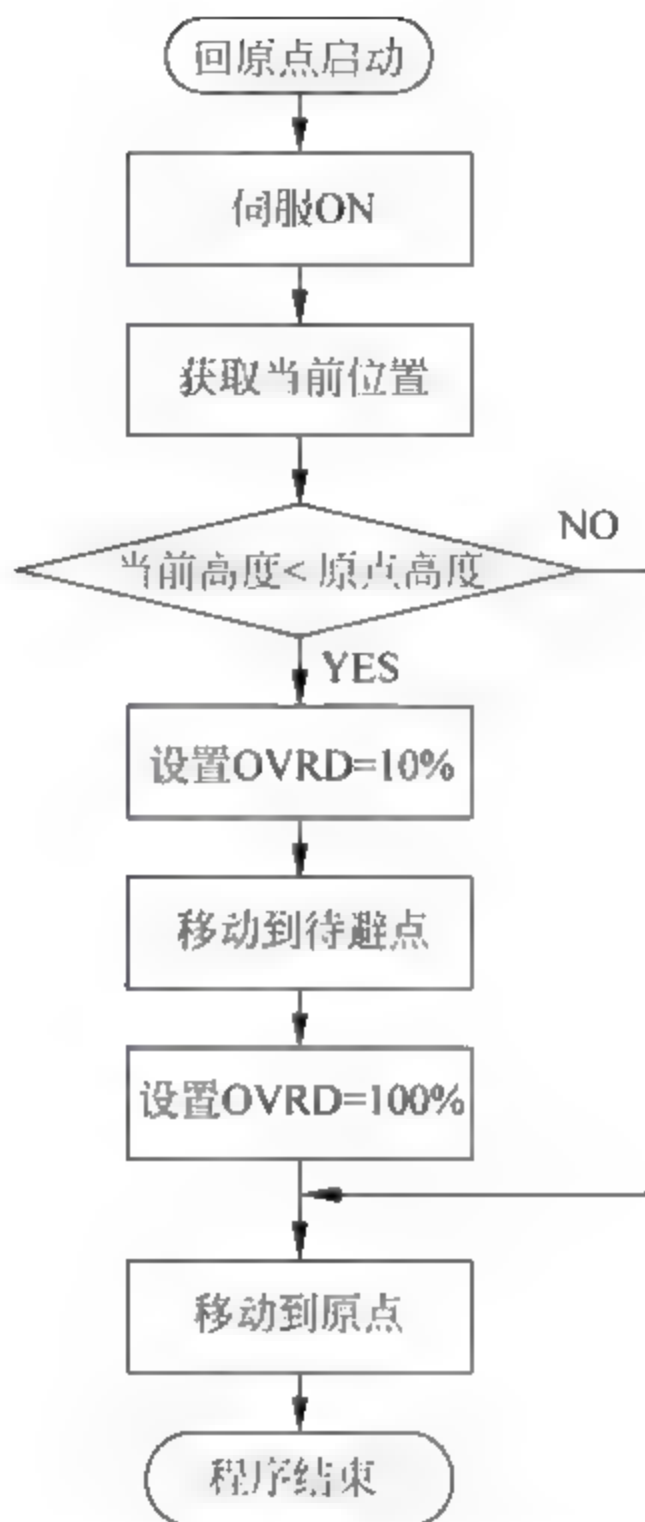 回原点启动
伺服ON
获取当前位置
当前高度<原点高度
NO
YES
设置OVRD=10%
移动到待避点
设置OVRD=100%
移动到原点
程序结束